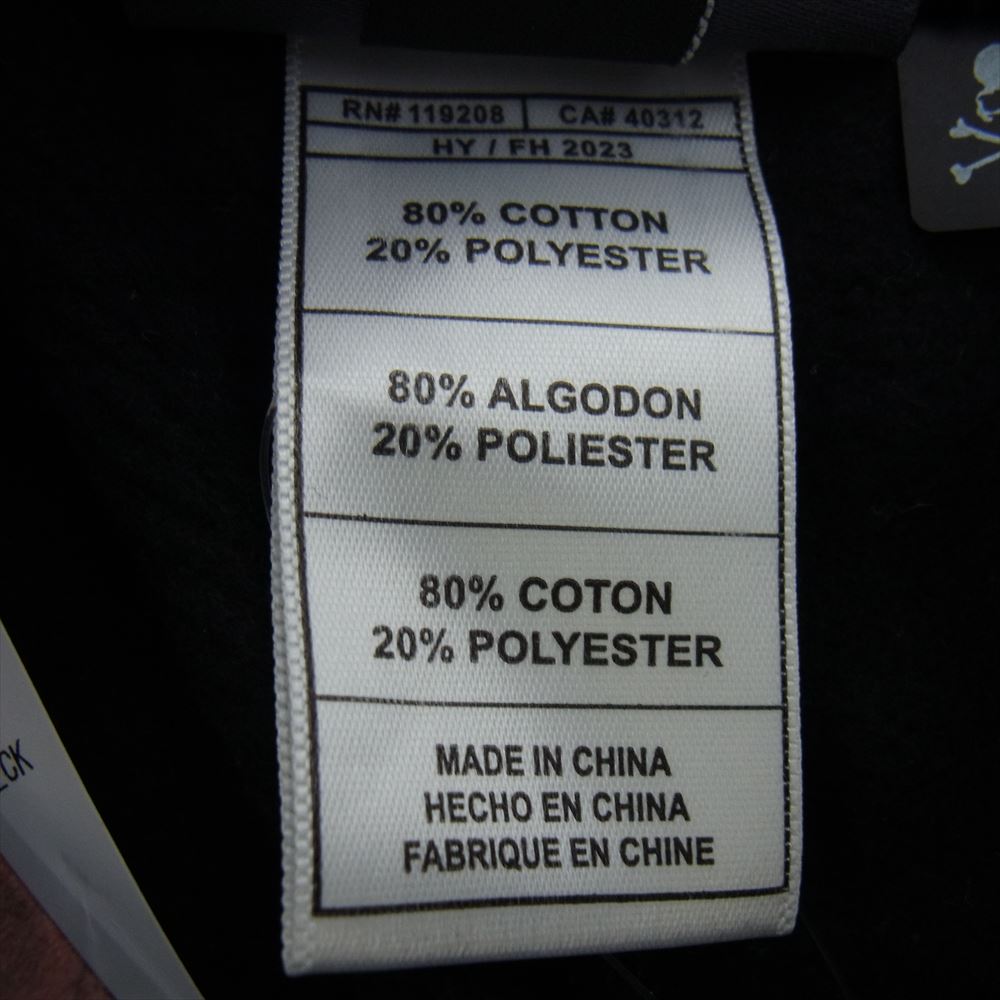 RN# 119208 CA# 40312
HY / FH 2023
80% COTTON
20% POLYESTER
80% ALGODON
20% POLIESTER
80% COTON
20% POLYESTER
MADE IN CHINA
HECHO EN CHINA
FABRIQUE EN CHINE